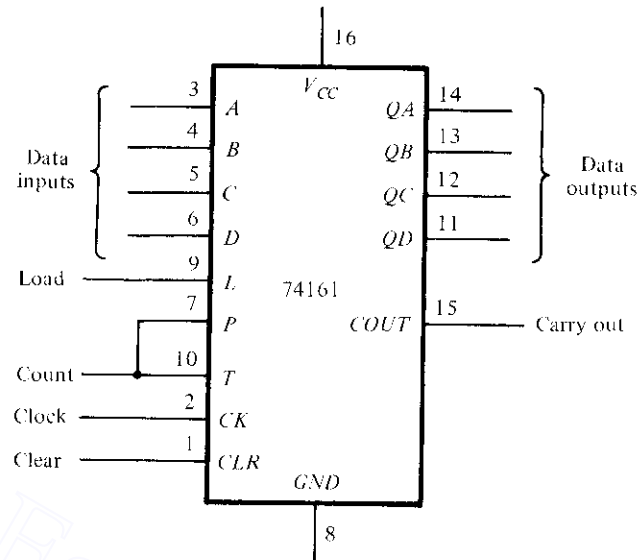 16
V_CC
3 A QA 14
4 B QB 13
Data inputs
5 C QC 12
Data outputs
6 D QD 11
Load 9 L
74161
7 P COUT 15 Carry out
Count 10 T
Clock 2 CK
Clear 1 CLR
GND
8